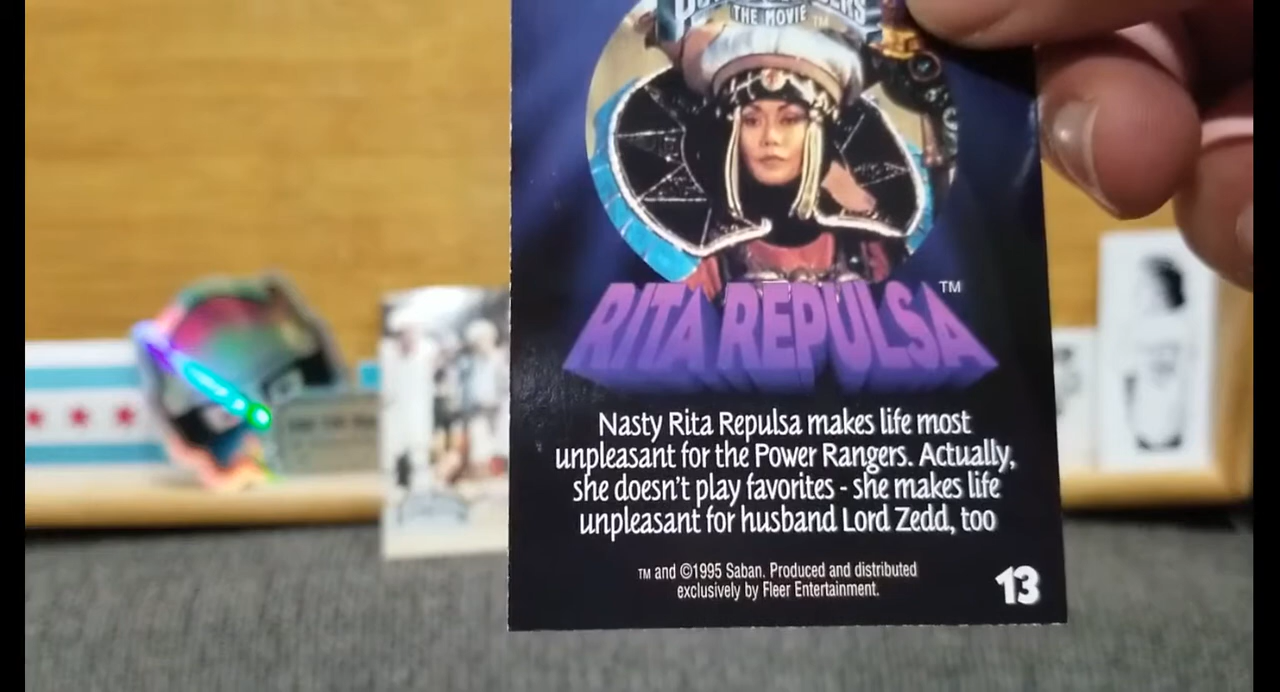 THE MOVIE ™
RITA REPULSA™
Nasty Rita Repulsa makes life most
unpleasant for the Power Rangers. Actually,
she doesn't play favorites - she makes life
unpleasant for husband Lord Zedd, too
TM and ©1995 Saban. Produced and distributed
exclusively by Fleer Entertainment.
13